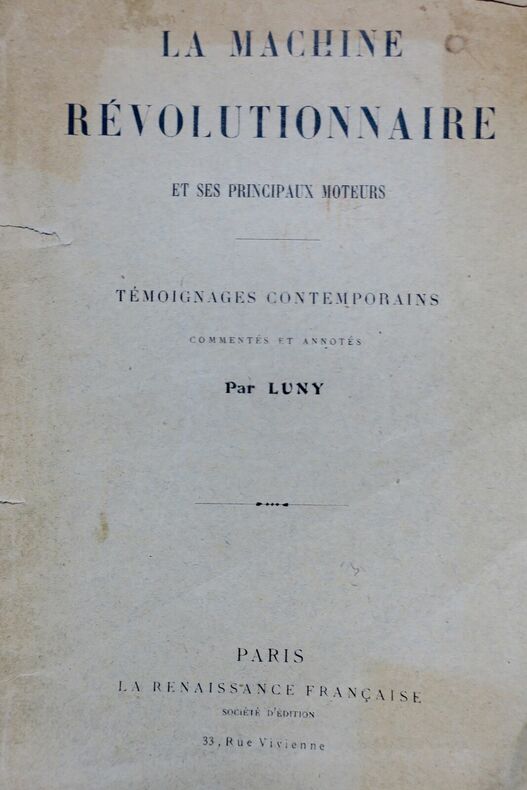 LA MACHINE
RÉVOLUTIONNAIRE
ET SES PRINCIPAUX MOTEURS
TÉMOIGNAGES CONTEMPORAINS
COMMENTÉS ET ANNOTÉS
Par LUNY
PARIS
LA RENAISSANCE FRANÇAISE
SOCIÉTÉ D'ÉDITION
33, Rue Vivienne